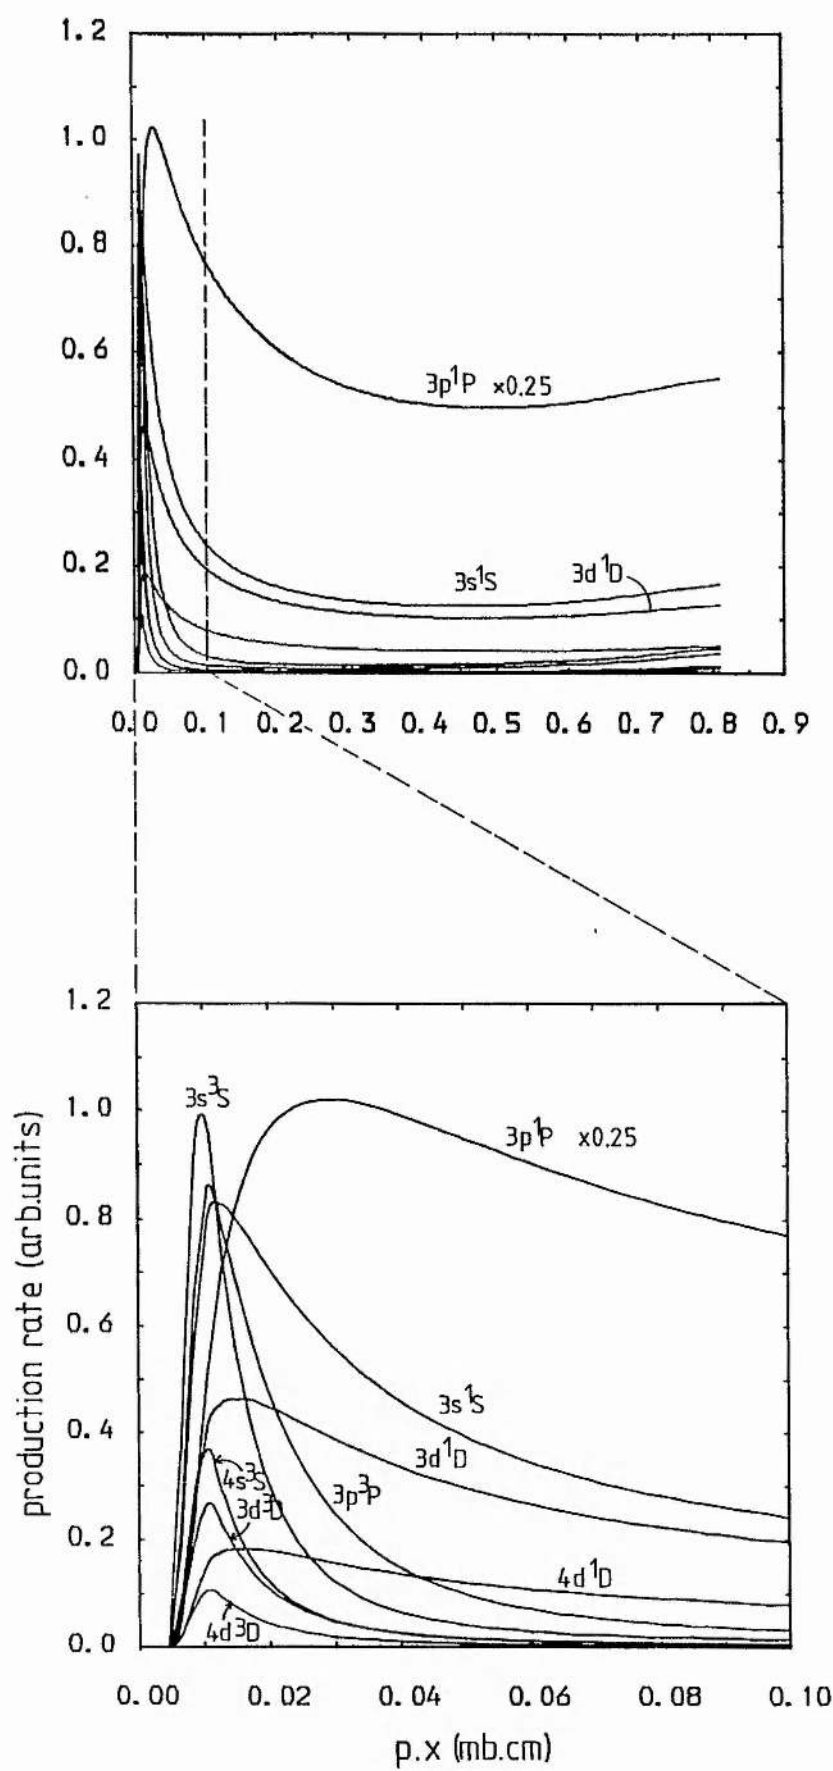 1.2
1.0
0.8
0.6
3p¹P ×0.25
0.4
3s¹S 3d¹D
0.2
0.0
0.0 0.1 0.2 0.3 0.4 0.5 0.6 0.7 0.8 0.9
1.2
3s³S
1.0
3p¹P ×0.25
0.8
0.6
3s¹S
0.4
3d¹D
4s³S
3p³P
3d³D
0.2
4d¹D
4d³D
0.0
0.00 0.02 0.04 0.06 0.08 0.10
production rate (arb.units)
p.x (mb.cm)